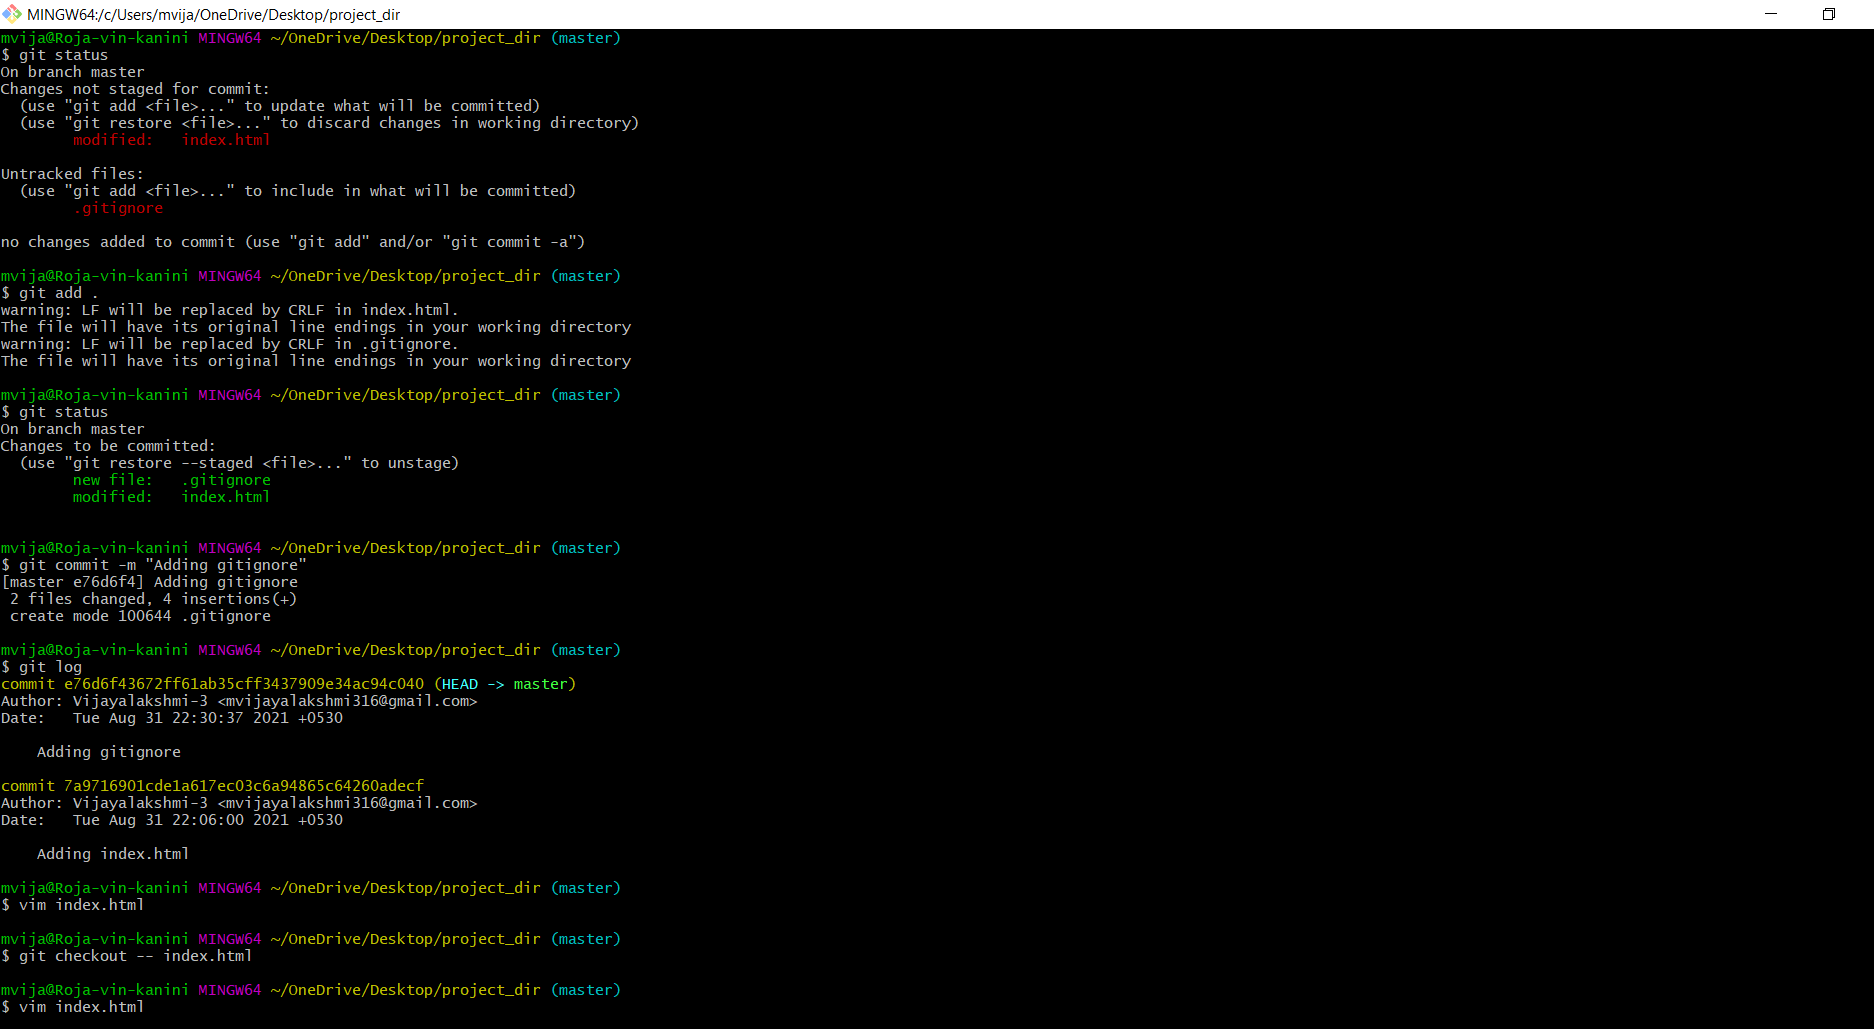 MINGW64:/c/Users/mvija/OneDrive/Desktop/project_dir
mvija@Roja-vin-kanini MINGW64 ~/OneDrive/Desktop/project_dir (master)
$ git status
On branch master
Changes not staged for commit:
  (use "git add <file>..." to update what will be committed)
  (use "git restore <file>..." to discard changes in working directory)
        modified:   index.html

Untracked files:
  (use "git add <file>..." to include in what will be committed)
        .gitignore

no changes added to commit (use "git add" and/or "git commit -a")

mvija@Roja-vin-kanini MINGW64 ~/OneDrive/Desktop/project_dir (master)
$ git add .
warning: LF will be replaced by CRLF in index.html.
The file will have its original line endings in your working directory
warning: LF will be replaced by CRLF in .gitignore.
The file will have its original line endings in your working directory

mvija@Roja-vin-kanini MINGW64 ~/OneDrive/Desktop/project_dir (master)
$ git status
On branch master
Changes to be committed:
  (use "git restore --staged <file>..." to unstage)
        new file:   .gitignore
        modified:   index.html


mvija@Roja-vin-kanini MINGW64 ~/OneDrive/Desktop/project_dir (master)
$ git commit -m "Adding gitignore"
[master e76d6f4] Adding gitignore
 2 files changed, 4 insertions(+)
 create mode 100644 .gitignore

mvija@Roja-vin-kanini MINGW64 ~/OneDrive/Desktop/project_dir (master)
$ git log
commit e76d6f43672ff61ab35cff3437909e34ac94c040 (HEAD -> master)
Author: Vijayalakshmi-3 <mvijayalakshmi316@gmail.com>
Date:   Tue Aug 31 22:30:37 2021 +0530

    Adding gitignore

commit 7a9716901cde1a617ec03c6a94865c64260adecf
Author: Vijayalakshmi-3 <mvijayalakshmi316@gmail.com>
Date:   Tue Aug 31 22:06:00 2021 +0530

    Adding index.html

mvija@Roja-vin-kanini MINGW64 ~/OneDrive/Desktop/project_dir (master)
$ vim index.html

mvija@Roja-vin-kanini MINGW64 ~/OneDrive/Desktop/project_dir (master)
$ git checkout -- index.html

mvija@Roja-vin-kanini MINGW64 ~/OneDrive/Desktop/project_dir (master)
$ vim index.html